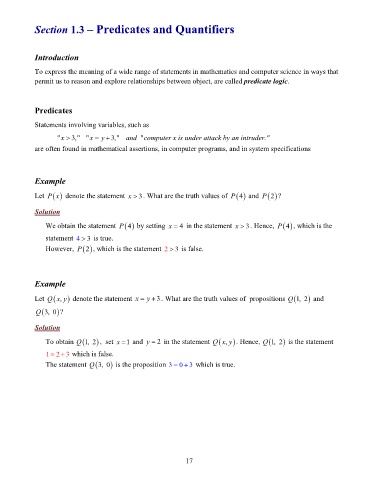 Section 1.3 – Predicates and Quantifiers
Introduction
To express the meaning of a wide range of statements in mathematics and computer science in ways that
permit us to reason and explore relationships between object, are called predicate logic.
Predicates
Statements involving variables, such as
"x > 3," "x = y + 3," and "computer x is under attack by an intruder."
are often found in mathematical assertions, in computer programs, and in system specifications
Example
Let P(x) denote the statement x > 3. What are the truth values of P(4) and P(2)?
Solution
We obtain the statement P(4) by setting x = 4 in the statement x > 3. Hence, P(4), which is the
statement 4 > 3 is true.
However, P(2), which is the statement 2 > 3 is false.
Example
Let Q(x, y) denote the statement x = y + 3. What are the truth values of propositions Q(1, 2) and
Q(3, 0)?
Solution
To obtain Q(1, 2), set x = 1 and y = 2 in the statement Q(x, y). Hence, Q(1, 2) is the statement
1 = 2 + 3 which is false.
The statement Q(3, 0) is the proposition 3 = 0 + 3 which is true.
17